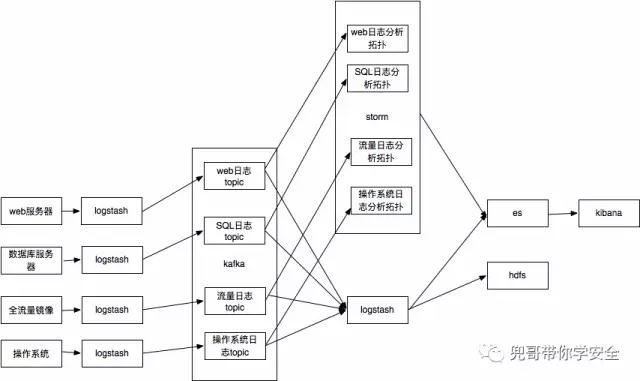 web日志分析
拓扑
SQL日志分
析拓扑
storm
流量日志分
析拓扑
操作系统日
志分析拓扑
web日志
topic
SQL日志
topic
kafka
流量日志
topic
操作系统日
志topic
web服务器
logstash
数据库服务
器
logstash
全流量镜像
logstash
操作系统
logstash
logstash
es
kibana
hdfs
兜哥带你学安全